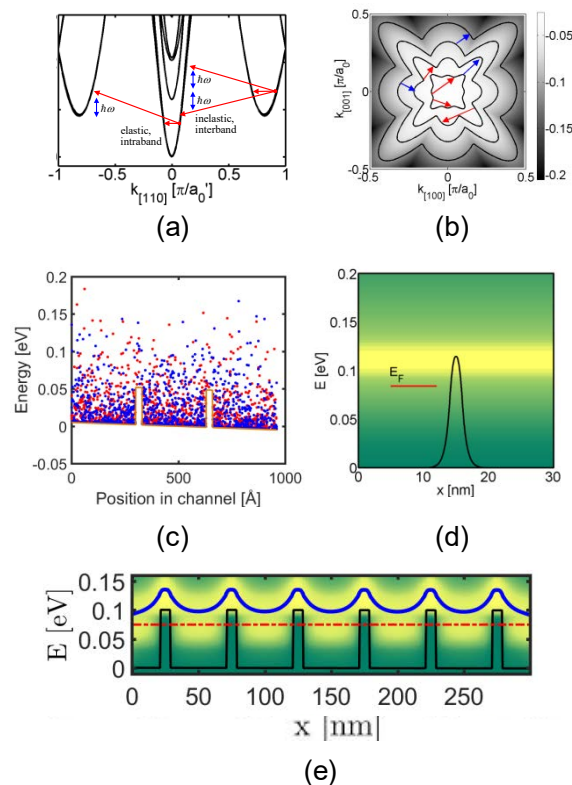 ħω
ħω
ħω
elastic,
intraband
inelastic,
interband
-1 -0.5 0 0.5 1
k[110] [π/a0']
(a)
0.5
0
-0.5
k[001] [π/a0]
-0.5 0 0.5
k[100] [π/a0]
-0.05
-0.1
-0.15
-0.2
(b)
0.2
0.15
0.1
0.05
0
-0.05
Energy [eV]
0 500 1000
Position in channel [Å]
(c)
0.2
0.15
0.1
0.05
0
E [eV]
EF
0 10 20 30
x [nm]
(d)
0.15
0.1
0.05
0
E [eV]
0 50 100 150 200 250
x [nm]
(e)